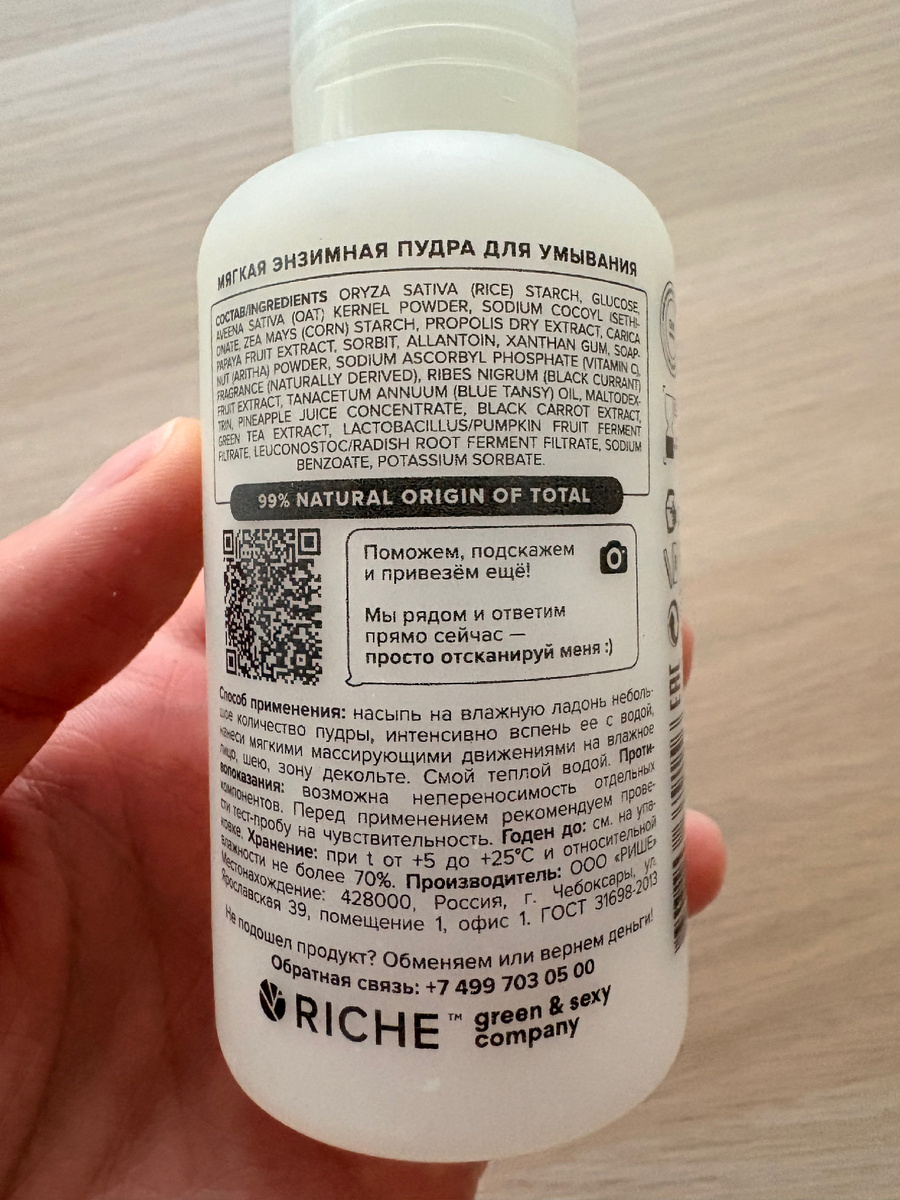 МЯГКАЯ ЭНЗИМНАЯ ПУДРА ДЛЯ УМЫВАНИЯ
СОСТАВ/INGREDIENTS ORYZA SATIVA (RICE) STARCH, GLUCOSE,
AVEENA SATIVA (OAT) KERNEL POWDER, SODIUM COCOYL ISETHI-
ONATE, ZEA MAYS (CORN) STARCH, PROPOLIS DRY EXTRACT, CARICA
PAPAYA FRUIT EXTRACT, SORBIT, ALLANTOIN, XANTHAN GUM, SOAP-
NUT (ARITHA) POWDER, SODIUM ASCORBYL PHOSPHATE (VITAMIN C),
FRAGRANCE (NATURALLY DERIVED), RIBES NIGRUM (BLACK CURRANT)
FRUIT EXTRACT, TANACETUM ANNUUM (BLUE TANSY) OIL, MALTODEX-
TRIN, PINEAPPLE JUICE CONCENTRATE, BLACK CARROT EXTRACT,
GREEN TEA EXTRACT, LACTOBACILLUS/PUMPKIN FRUIT FERMENT
FILTRATE, LEUCONOSTOC/RADISH ROOT FERMENT FILTRATE, SODIUM
BENZOATE, POTASSIUM SORBATE.
99% NATURAL ORIGIN OF TOTAL
Поможем, подскажем
и привезём ещё!
Мы рядом и ответим
прямо сейчас —
просто отсканируй меня :)
Способ применения: насыпь на влажную ладонь неболь-
шое количество пудры, интенсивно вспень ее с водой,
нанеси мягкими массирующими движениями на влажное
лицо, шею, зону декольте. Смой теплой водой. Проти-
вопоказания: возможна непереносимость отдельных
компонентов. Перед применением рекомендуем прове-
сти тест-пробу на чувствительность. Годен до: см. на упа-
ковке. Хранение: при t от +5 до +25°C и относительной
влажности не более 70%. Производитель: ООО «РИШЕ»
Местонахождение: 428000, Россия, г. Чебоксары, ул.
Ярославская 39, помещение 1, офис 1. ГОСТ 31698-2013
Не подошел продукт? Обменяем или вернем деньги!
Обратная связь: +7 499 703 05 00
RICHE™ green & sexy
company